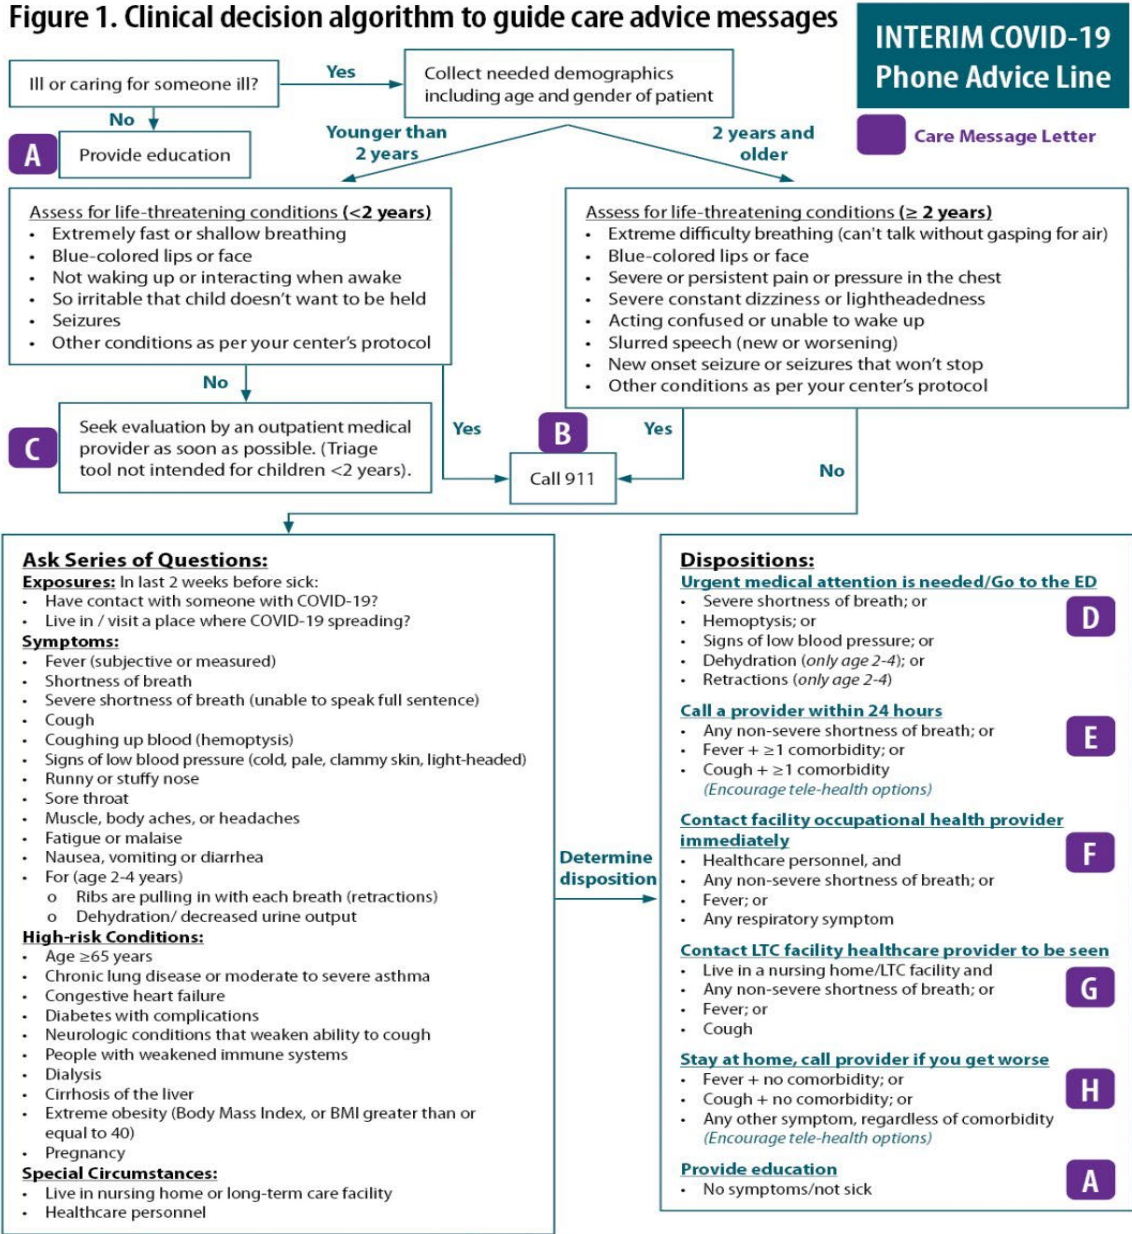 Figure 1. Clinical decision algorithm to guide care advice messages
INTERIM COVID-19
Phone Advice Line
Care Message Letter
Ill or caring for someone ill?
Yes
Collect needed demographics
including age and gender of patient
No
A
Provide education
Younger than
2 years
2 years and
older
Assess for life-threatening conditions (<2 years)
• Extremely fast or shallow breathing
• Blue-colored lips or face
• Not waking up or interacting when awake
• So irritable that child doesn't want to be held
• Seizures
• Other conditions as per your center's protocol
Assess for life-threatening conditions (≥ 2 years)
• Extreme difficulty breathing (can't talk without gasping for air)
• Blue-colored lips or face
• Severe or persistent pain or pressure in the chest
• Severe constant dizziness or lightheadedness
• Acting confused or unable to wake up
• Slurred speech (new or worsening)
• New onset seizure or seizures that won't stop
• Other conditions as per your center's protocol
No
C
Seek evaluation by an outpatient medical
provider as soon as possible. (Triage
tool not intended for children <2 years).
Yes
B
Yes
Call 911
No
Ask Series of Questions:
Exposures: In last 2 weeks before sick:
• Have contact with someone with COVID-19?
• Live in / visit a place where COVID-19 spreading?
Symptoms:
• Fever (subjective or measured)
• Shortness of breath
• Severe shortness of breath (unable to speak full sentence)
• Cough
• Coughing up blood (hemoptysis)
• Signs of low blood pressure (cold, pale, clammy skin, light-headed)
• Runny or stuffy nose
• Sore throat
• Muscle, body aches, or headaches
• Fatigue or malaise
• Nausea, vomiting or diarrhea
• For (age 2-4 years)
o Ribs are pulling in with each breath (retractions)
o Dehydration/ decreased urine output
High-risk Conditions:
• Age ≥65 years
• Chronic lung disease or moderate to severe asthma
• Congestive heart failure
• Diabetes with complications
• Neurologic conditions that weaken ability to cough
• People with weakened immune systems
• Dialysis
• Cirrhosis of the liver
• Extreme obesity (Body Mass Index, or BMI greater than or
equal to 40)
• Pregnancy
Special Circumstances:
• Live in nursing home or long-term care facility
• Healthcare personnel
Determine
disposition
Dispositions:
Urgent medical attention is needed/Go to the ED
• Severe shortness of breath; or
• Hemoptysis; or
• Signs of low blood pressure; or
• Dehydration (only age 2-4); or
• Retractions (only age 2-4)
D
Call a provider within 24 hours
• Any non-severe shortness of breath; or
• Fever + ≥1 comorbidity; or
• Cough + ≥1 comorbidity
(Encourage tele-health options)
E
Contact facility occupational health provider
immediately
• Healthcare personnel, and
• Any non-severe shortness of breath; or
• Fever; or
• Any respiratory symptom
F
Contact LTC facility healthcare provider to be seen
• Live in a nursing home/LTC facility and
• Any non-severe shortness of breath; or
• Fever; or
• Cough
G
Stay at home, call provider if you get worse
• Fever + no comorbidity; or
• Cough + no comorbidity; or
• Any other symptom, regardless of comorbidity
(Encourage tele-health options)
H
Provide education
• No symptoms/not sick
A